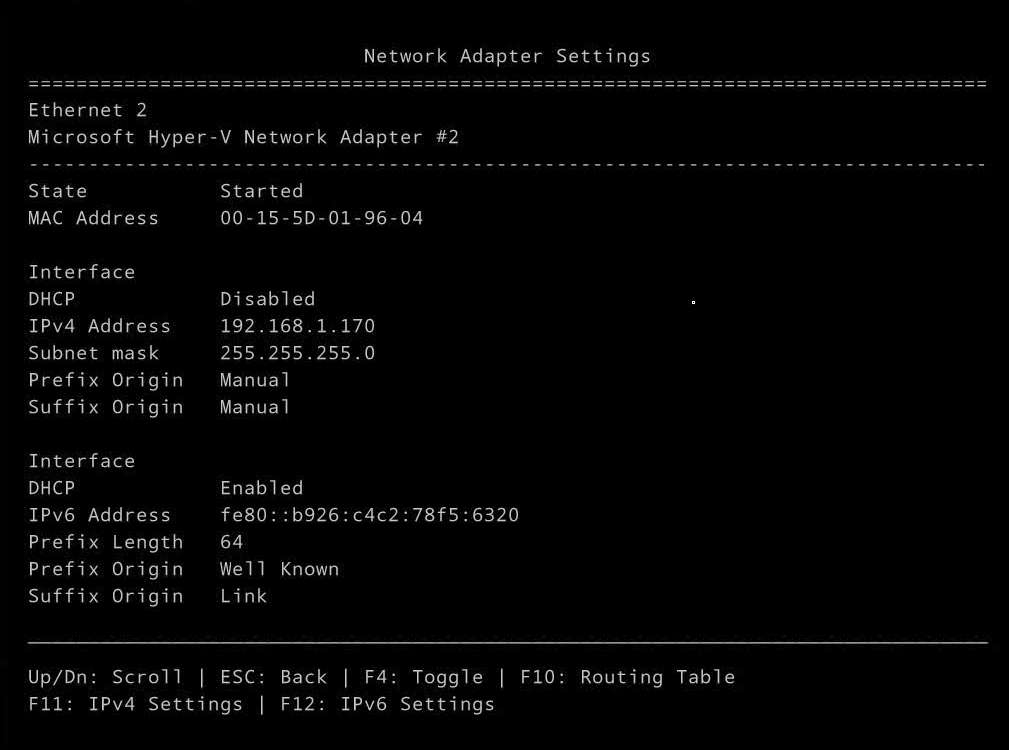 Network Adapter Settings
================================================================================
Ethernet 2
Microsoft Hyper-V Network Adapter #2
--------------------------------------------------------------------------------
State           Started
MAC Address     00-15-5D-01-96-04
Interface
DHCP            Disabled
IPv4 Address    192.168.1.170
Subnet mask     255.255.255.0
Prefix Origin   Manual
Suffix Origin   Manual
Interface
DHCP            Enabled
IPv6 Address    fe80::b926:c4c2:78f5:6320
Prefix Length   64
Prefix Origin   Well Known
Suffix Origin   Link
________________________________________________________________________________
Up/Dn: Scroll | ESC: Back | F4: Toggle | F10: Routing Table
F11: IPv4 Settings | F12: IPv6 Settings